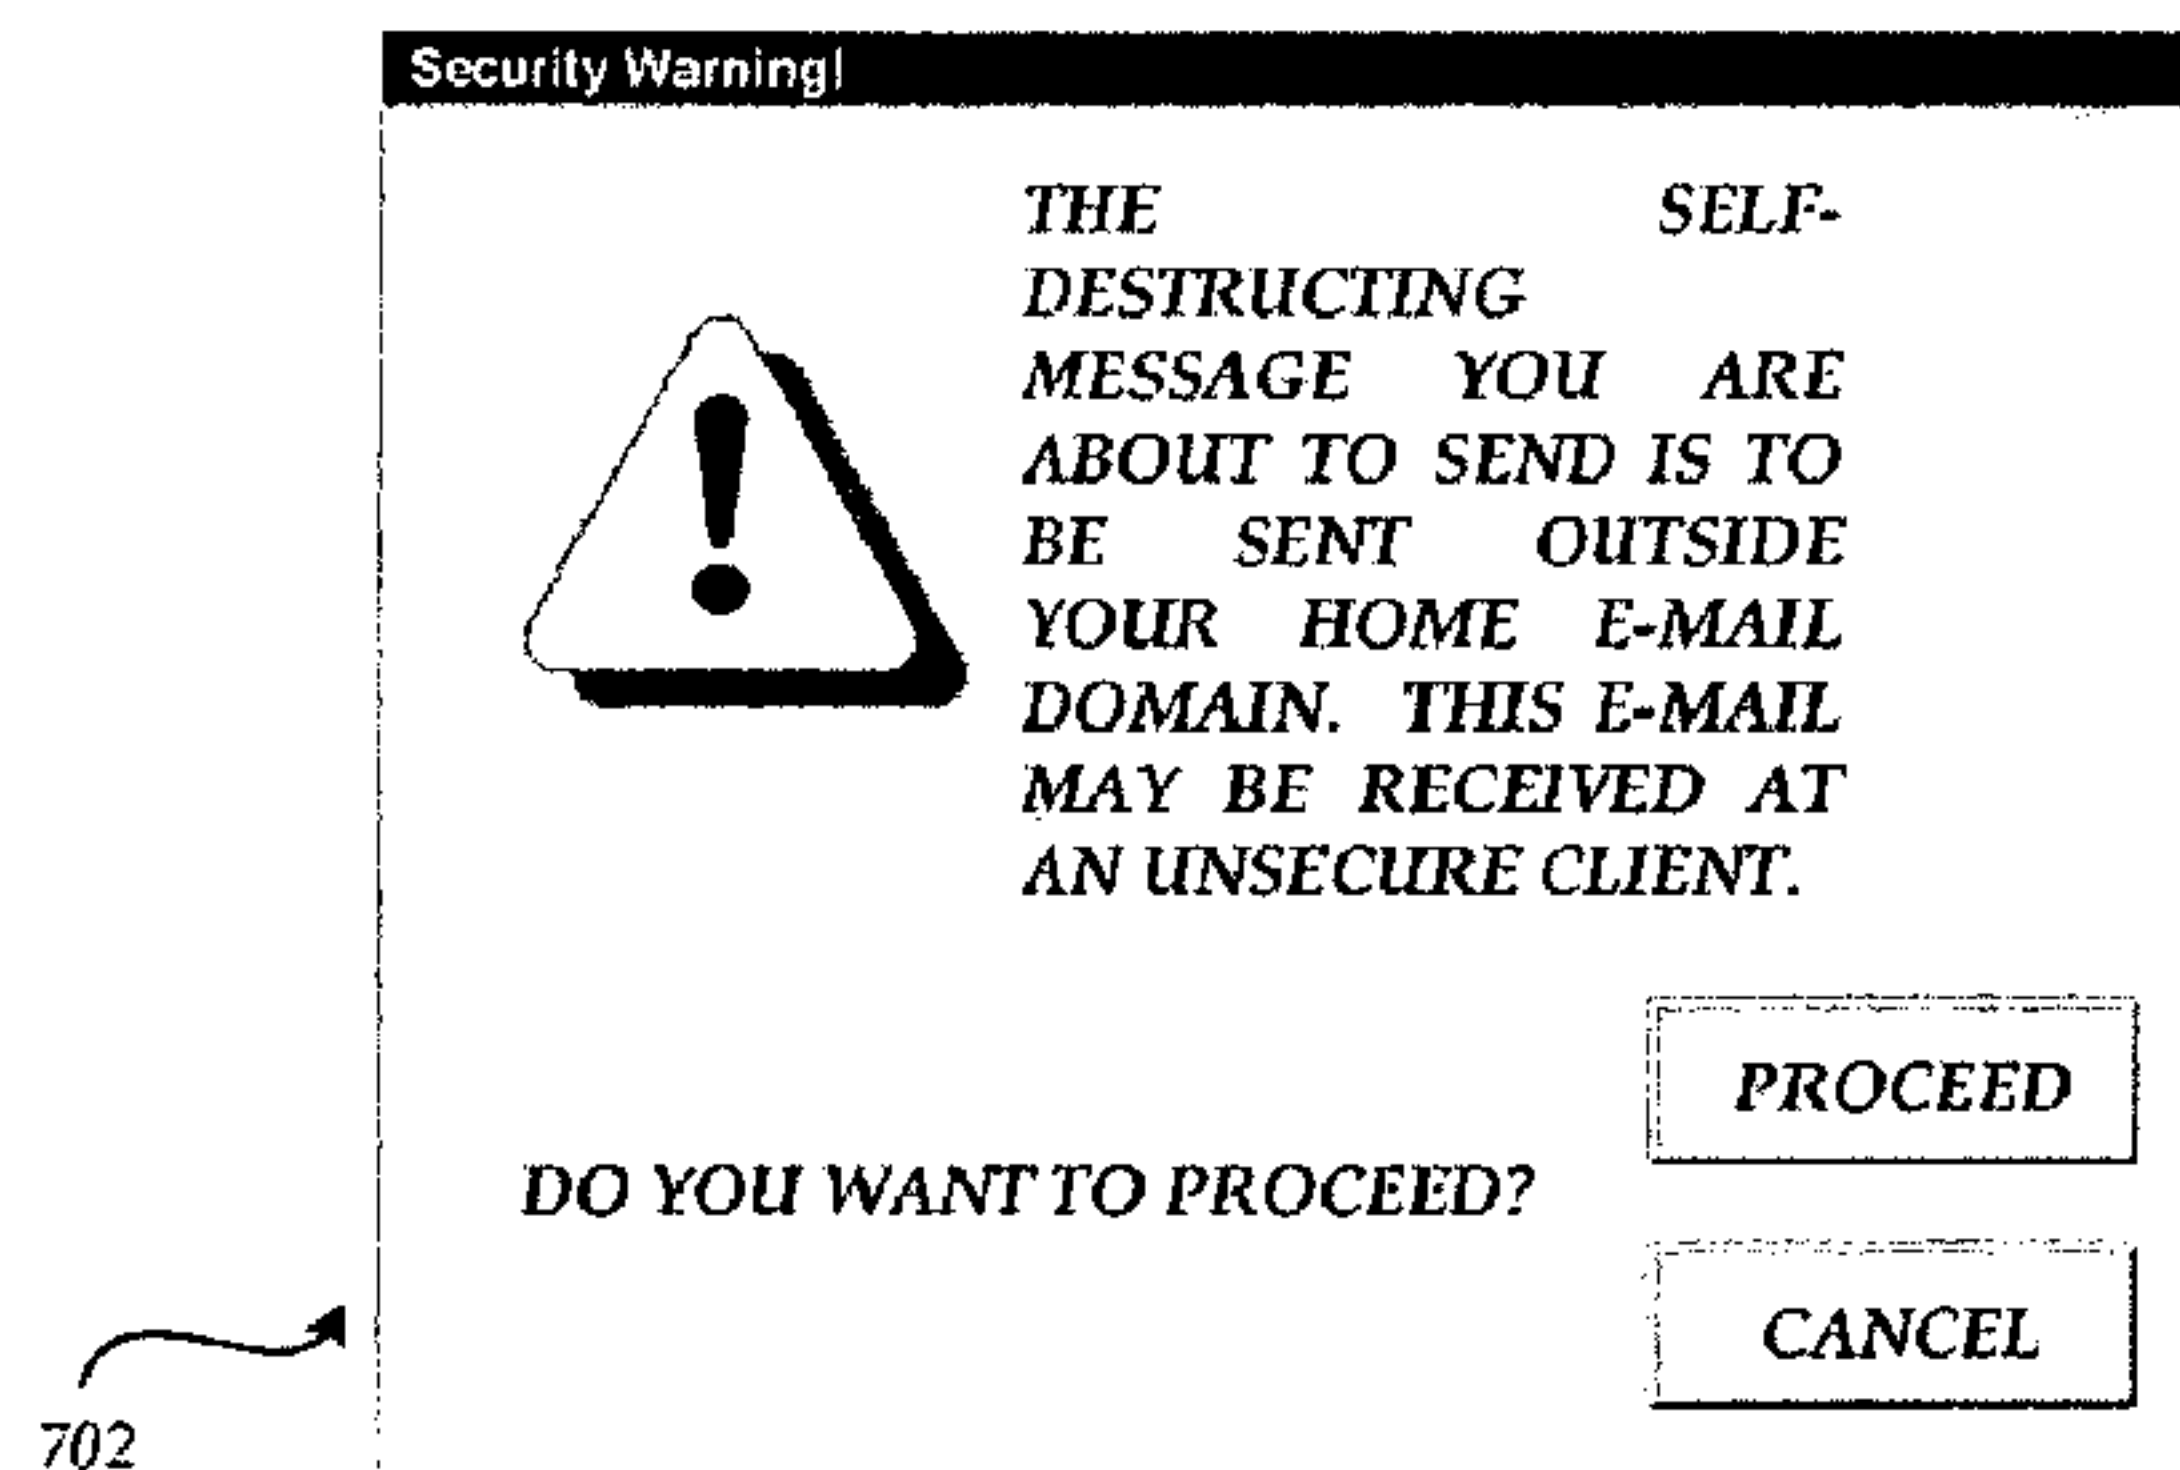 Security Warning!
THE SELF-
DESTRUCTING
MESSAGE YOU ARE
ABOUT TO SEND IS TO
BE SENT OUTSIDE
YOUR HOME E-MAIL
DOMAIN. THIS E-MAIL
MAY BE RECEIVED AT
AN UNSECURE CLIENT.
PROCEED
DO YOU WANT TO PROCEED?
CANCEL
702